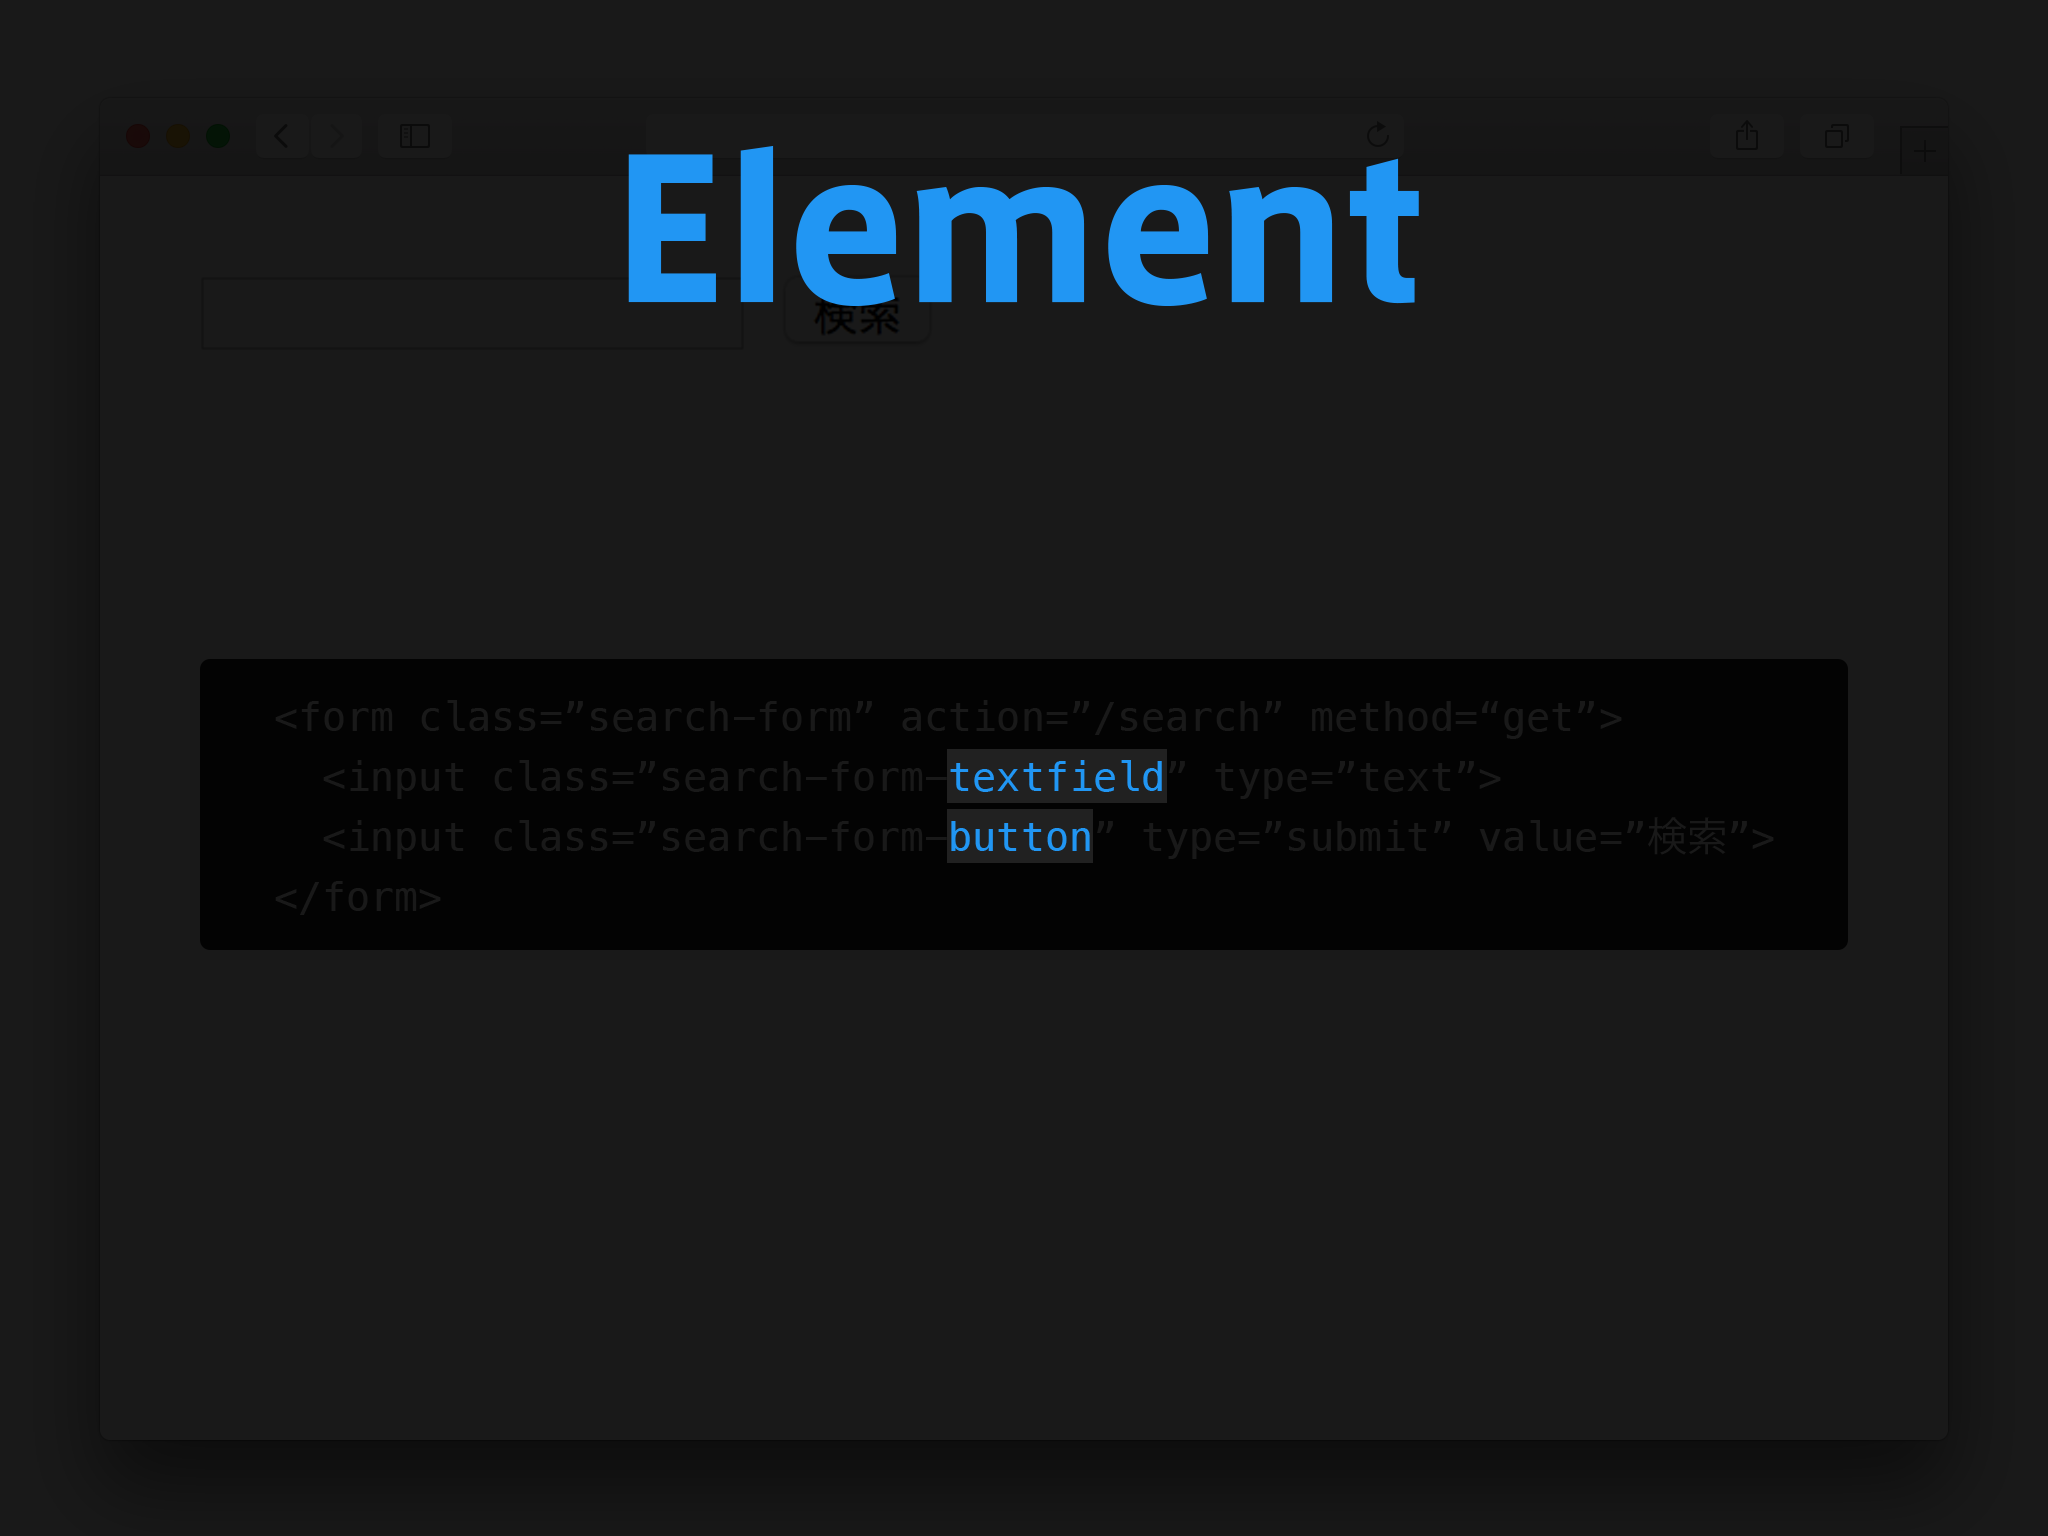 Element
検索
<form class=”search-form” action=”/search” method=“get”>
<input class=”search-form-textfield” type=”text”>
<input class=”search-form-button” type=”submit” value=”検索”>
</form>